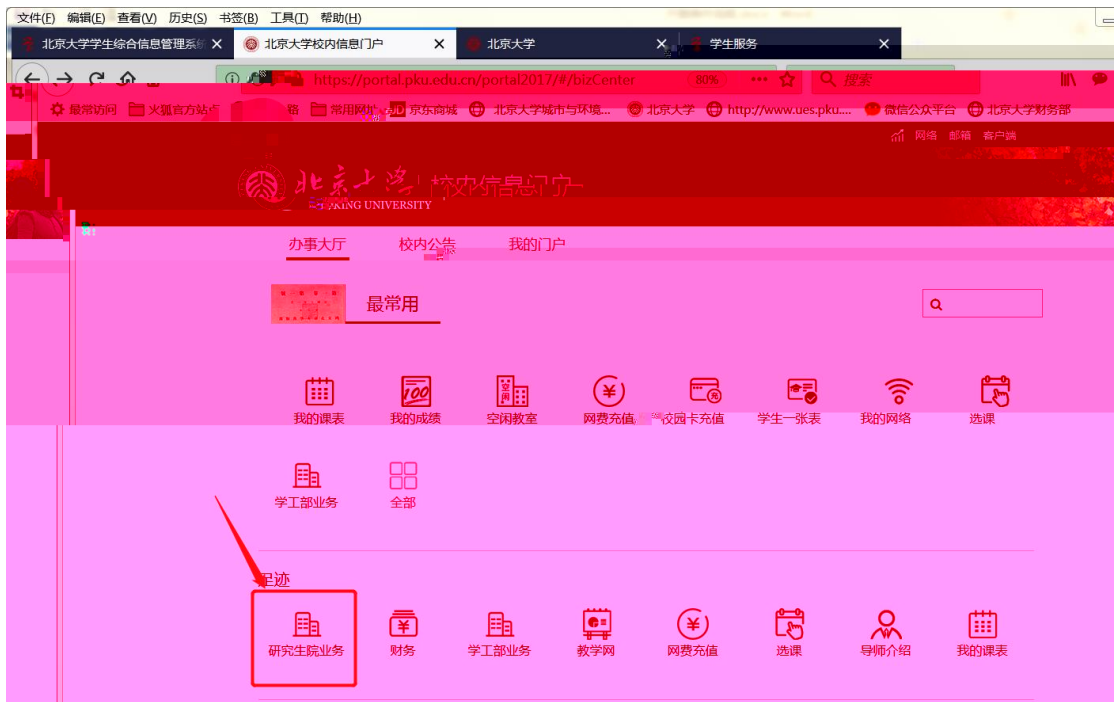 文件(F) 编辑(E) 查看(V) 历史(S) 书签(B) 工具(T) 帮助(H)
北京大学学生综合信息管理系统 北京大学校内信息门户 北京大学 学生服务
https://portal.pku.edu.cn/portal2017/#/bizCenter 80% 搜索
最常访问 火狐官方站点 常用网址 JD 京东商城 北京大学城市与环境... 北京大学 http://www.ues.pku.... 微信公众平台 北京大学财务部
网络 邮箱 客户端
北京大学 校内信息门户
PEKING UNIVERSITY
办事大厅 校内公告 我的门户
最常用
我的课表 我的成绩 空闲教室 网费充值 校园卡充值 学生一张表 我的网络 选课
学工部业务 全部
足迹
研究生院业务 财务 学工部业务 教学网 网费充值 选课 导师介绍 我的课表